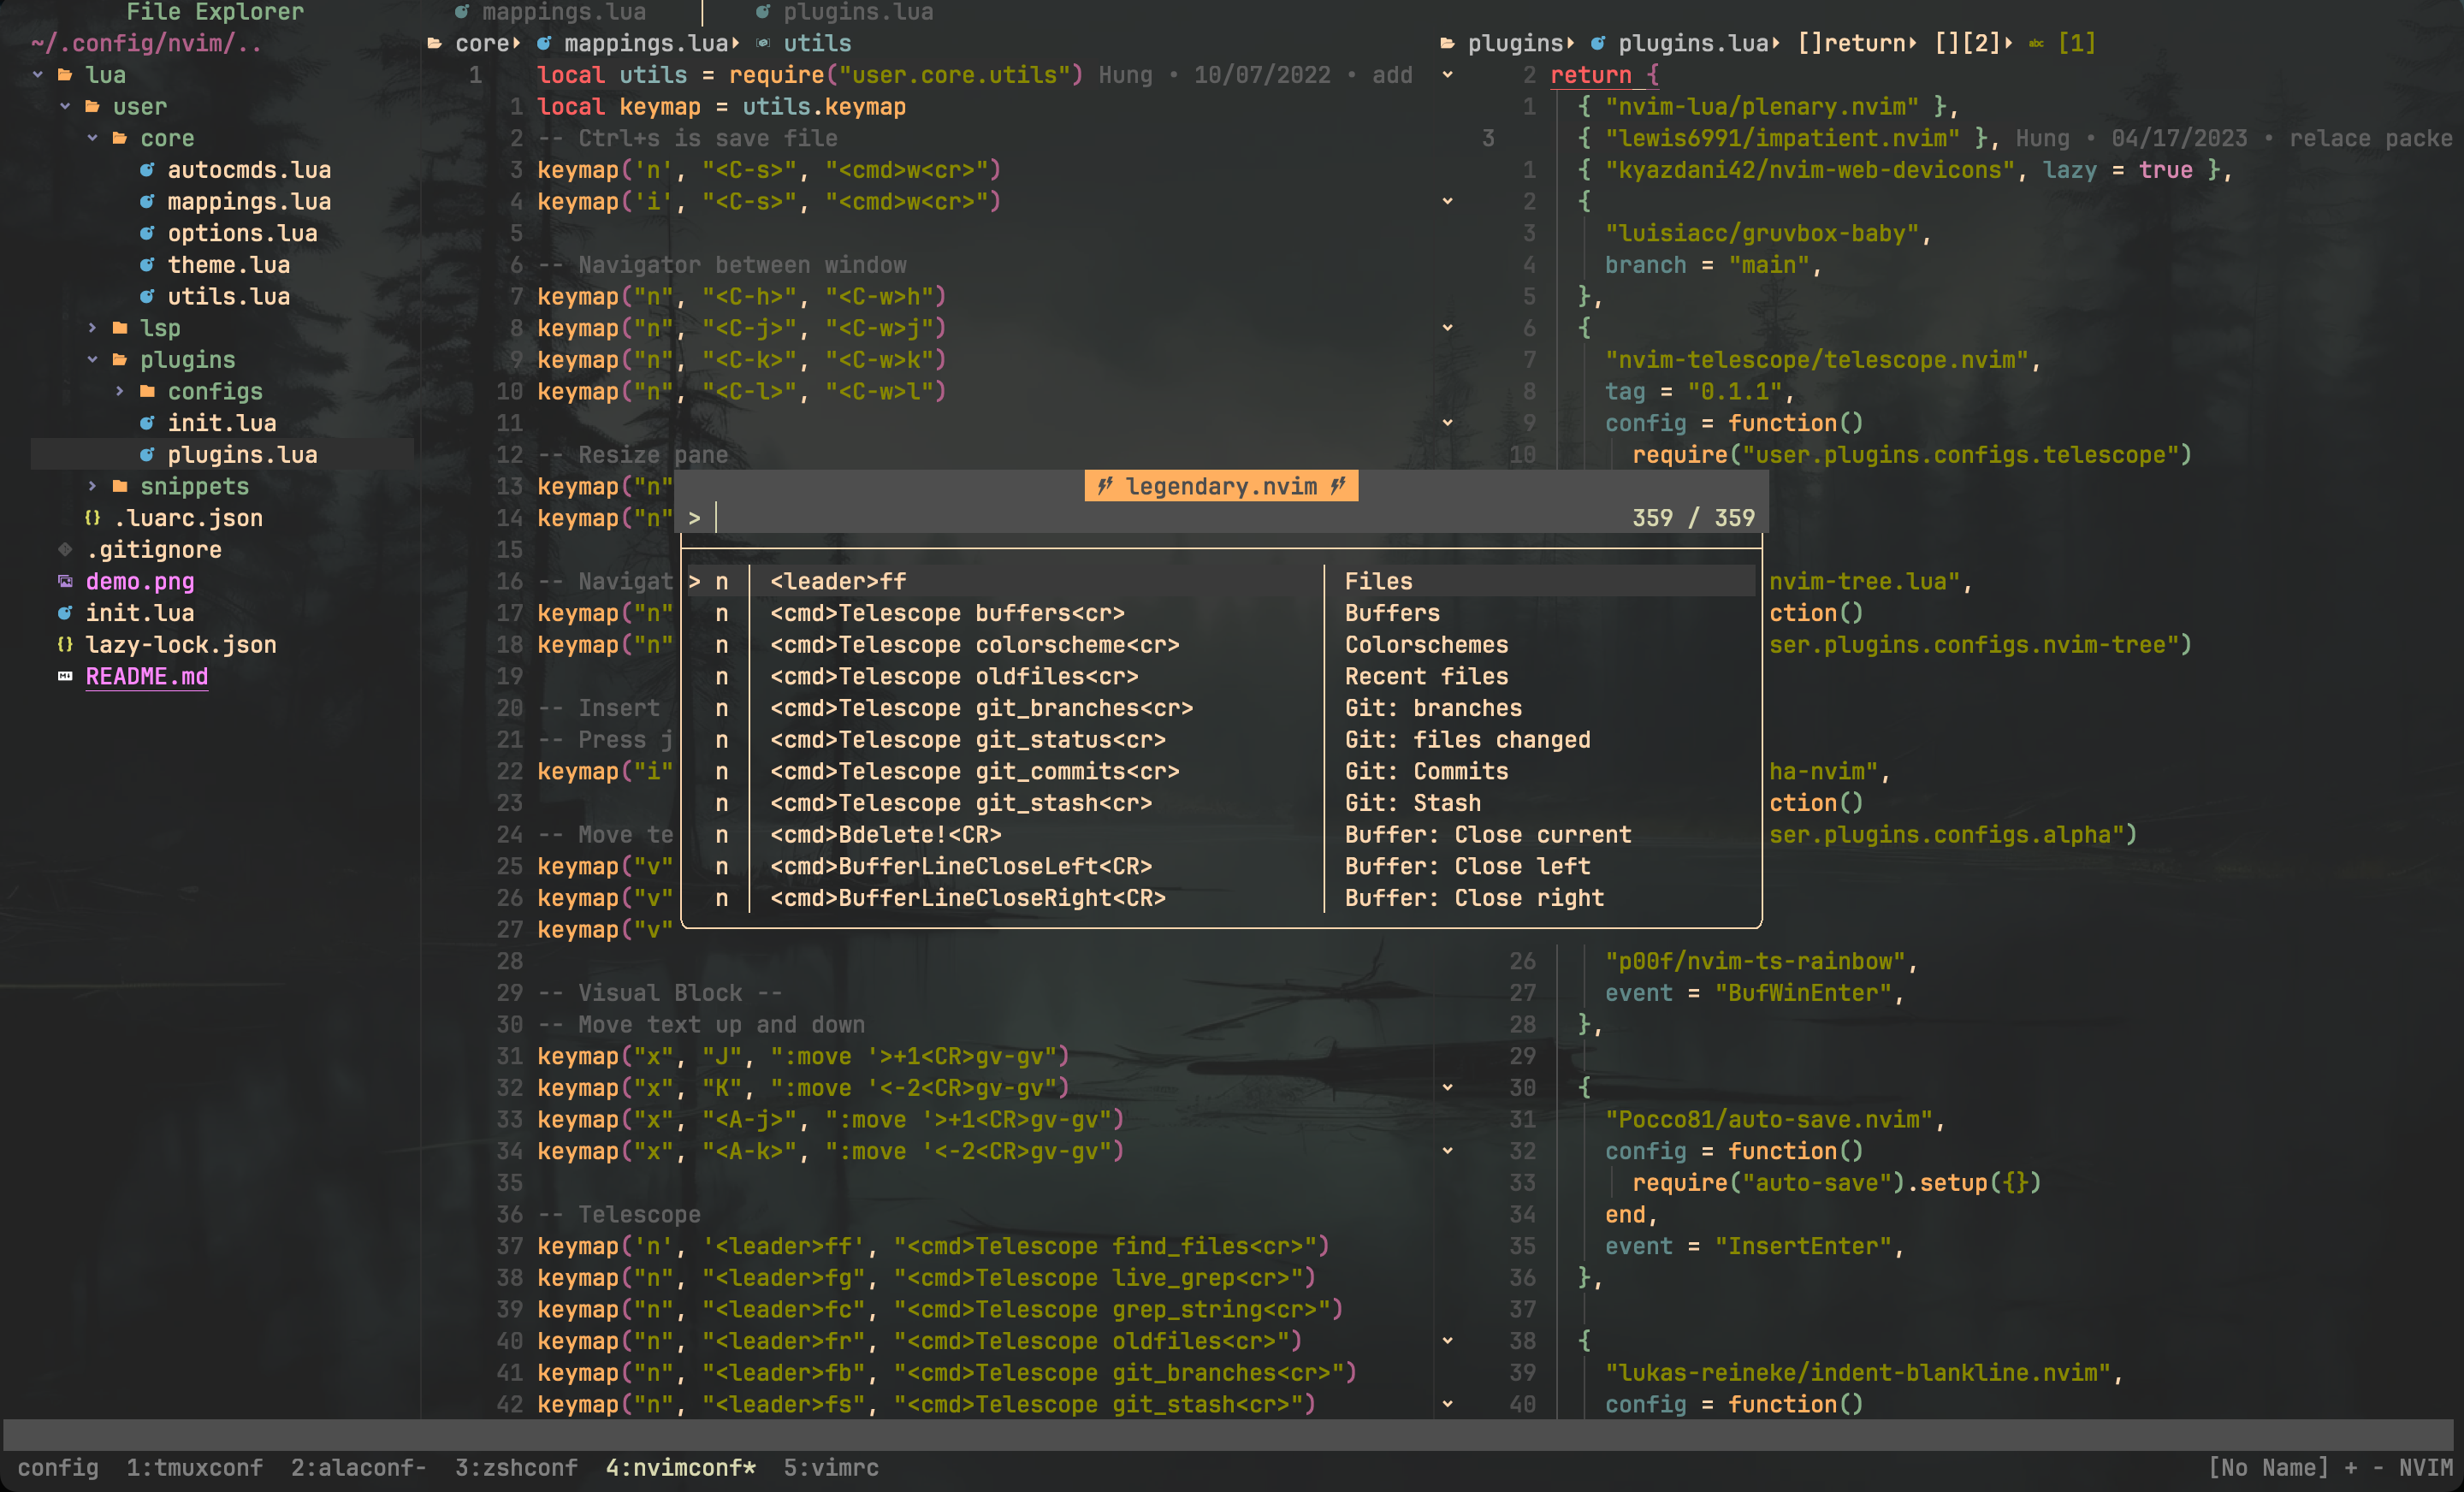 File Explorer
~/.config/nvim/..
lua
user
core
autocmds.lua
mappings.lua
options.lua
theme.lua
utils.lua
lsp
plugins
configs
init.lua
plugins.lua
snippets
{} .luarc.json
.gitignore
demo.png
init.lua
{} lazy-lock.json
README.md
mappings.lua
plugins.lua
core mappings.lua utils
1 local utils = require("user.core.utils") Hung • 10/07/2022 • add
1 local keymap = utils.keymap
2 -- Ctrl+s is save file
3 keymap('n', "<C-s>", "<cmd>w<cr>")
4 keymap('i', "<C-s>", "<cmd>w<cr>")
5
6 -- Navigator between window
7 keymap("n", "<C-h>", "<C-w>h")
8 keymap("n", "<C-j>", "<C-w>j")
9 keymap("n", "<C-k>", "<C-w>k")
10 keymap("n", "<C-l>", "<C-w>l")
11
12 -- Resize pane
13 keymap("n"
14 keymap("n"
15
16 -- Navigat
17 keymap("n"
18 keymap("n"
19
20 -- Insert
21 -- Press j
22 keymap("i"
23
24 -- Move te
25 keymap("v"
26 keymap("v"
27 keymap("v"
28
29 -- Visual Block --
30 -- Move text up and down
31 keymap("x", "J", ":move '>+1<CR>gv-gv")
32 keymap("x", "K", ":move '<-2<CR>gv-gv")
33 keymap("x", "<A-j>", ":move '>+1<CR>gv-gv")
34 keymap("x", "<A-k>", ":move '<-2<CR>gv-gv")
35
36 -- Telescope
37 keymap('n', '<leader>ff', "<cmd>Telescope find_files<cr>")
38 keymap("n", "<leader>fg", "<cmd>Telescope live_grep<cr>")
39 keymap("n", "<leader>fc", "<cmd>Telescope grep_string<cr>")
40 keymap("n", "<leader>fr", "<cmd>Telescope oldfiles<cr>")
41 keymap("n", "<leader>fb", "<cmd>Telescope git_branches<cr>")
42 keymap("n", "<leader>fs", "<cmd>Telescope git_stash<cr>")
legendary.nvim
> 359 / 359
> n <leader>ff Files
n <cmd>Telescope buffers<cr> Buffers
n <cmd>Telescope colorscheme<cr> Colorschemes
n <cmd>Telescope oldfiles<cr> Recent files
n <cmd>Telescope git_branches<cr> Git: branches
n <cmd>Telescope git_status<cr> Git: files changed
n <cmd>Telescope git_commits<cr> Git: Commits
n <cmd>Telescope git_stash<cr> Git: Stash
n <cmd>Bdelete!<CR> Buffer: Close current
n <cmd>BufferLineCloseLeft<CR> Buffer: Close left
n <cmd>BufferLineCloseRight<CR> Buffer: Close right
plugins plugins.lua []return [][2] abc [1]
2 return {
1 { "nvim-lua/plenary.nvim" },
3 { "lewis6991/impatient.nvim" }, Hung • 04/17/2023 • relace packe
1 { "kyazdani42/nvim-web-devicons", lazy = true },
2 {
3 "luisiacc/gruvbox-baby",
4 branch = "main",
5 },
6 {
7 "nvim-telescope/telescope.nvim",
8 tag = "0.1.1",
9 config = function()
10 require("user.plugins.configs.telescope")
nvim-tree.lua",
ction()
ser.plugins.configs.nvim-tree")
ha-nvim",
ction()
ser.plugins.configs.alpha")
26 "p00f/nvim-ts-rainbow",
27 event = "BufWinEnter",
28 },
29
30 {
31 "Pocco81/auto-save.nvim",
32 config = function()
33 require("auto-save").setup({})
34 end,
35 event = "InsertEnter",
36 },
37
38 {
39 "lukas-reineke/indent-blankline.nvim",
40 config = function()
config 1:tmuxconf 2:alaconf- 3:zshconf 4:nvimconf* 5:vimrc [No Name] + - NVIM